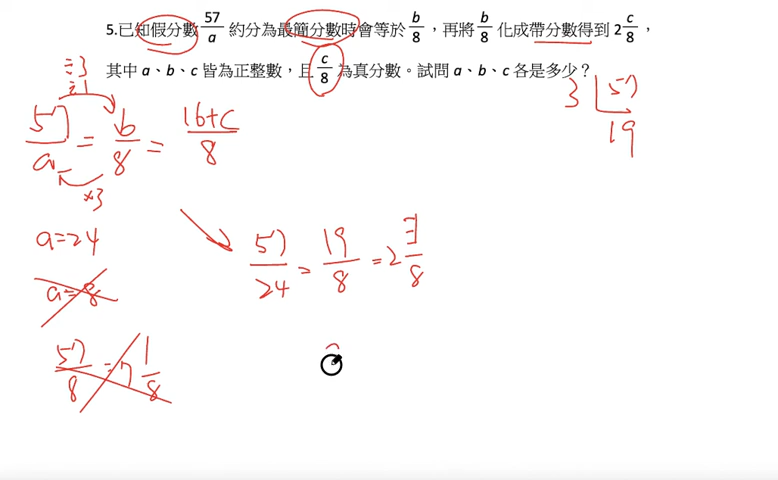 5.已知假分數 57/a 約分為最簡分數時會等於 b/8，再將 b/8 化成帶分數得到 2 c/8，
其中 a、b、c 皆為正整數，且 c/8 為真分數。試問 a、b、c 各是多少？
÷3
÷1
3 57
19
57/a = b/8 = 16+c/8
×3
a=24
57/24 = 19/8 = 2 3/8
a=8
57/8 = 7 1/8